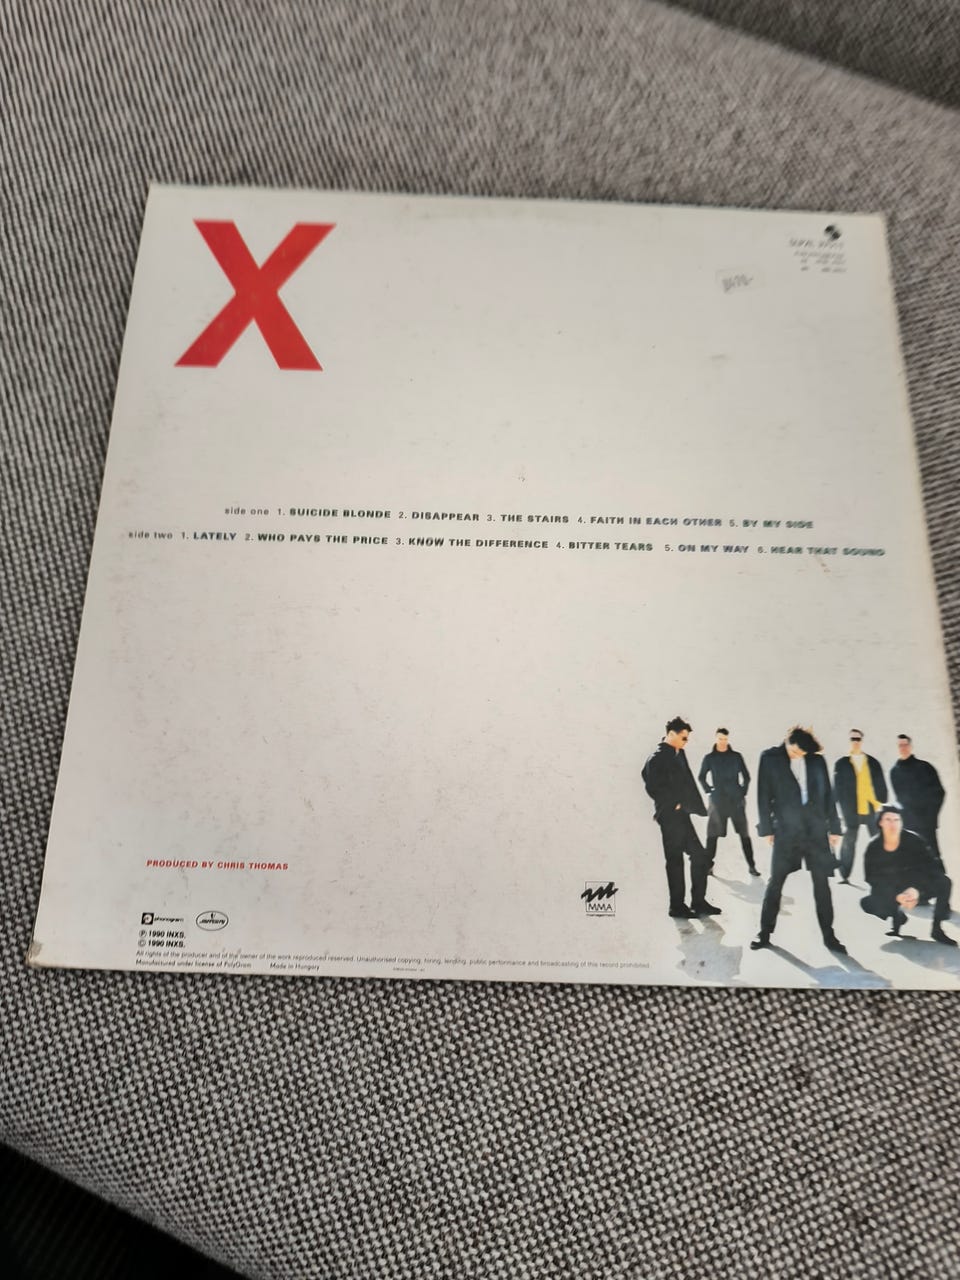 X
side one 1. SUICIDE BLONDE 2. DISAPPEAR 3. THE STAIRS 4. FAITH IN EACH OTHER 5. BY MY SIDE
side two 1. LATELY 2. WHO PAYS THE PRICE 3. KNOW THE DIFFERENCE 4. BITTER TEARS 5. ON MY WAY 6. HEAR THAT SOUND
PRODUCED BY CHRIS THOMAS
MMA
management
phonogram mercury
℗ 1990 INXS.
© 1990 INXS.
All rights of the producer and of the owner of the work reproduced reserved. Unauthorised copying, hiring, lending, public performance and broadcasting of this record prohibited.
Manufactured under license of PolyGram Made in Hungary